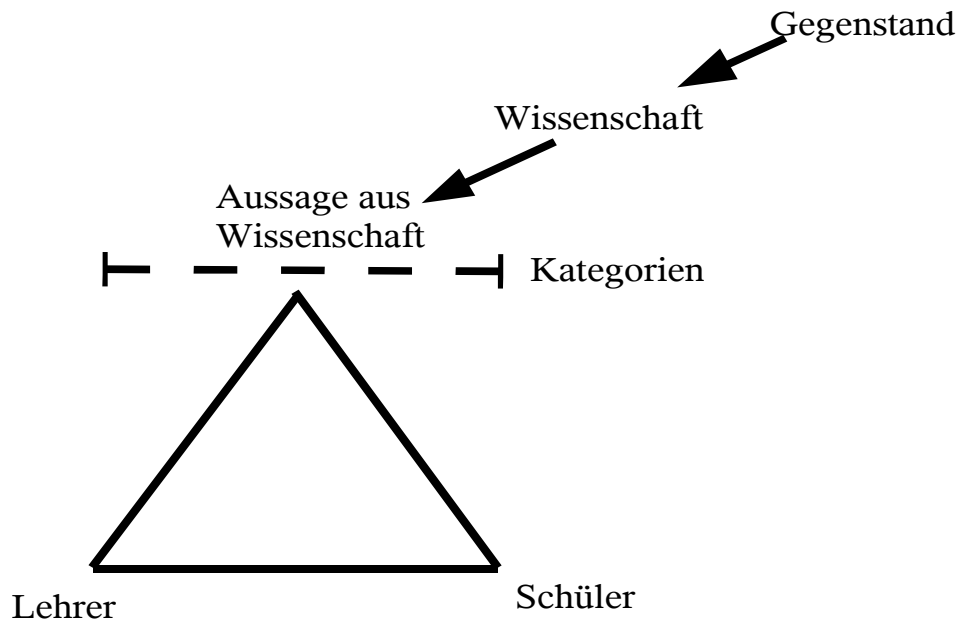 Gegenstand
Wissenschaft
Aussage aus
Wissenschaft
Kategorien
Lehrer
Schüler